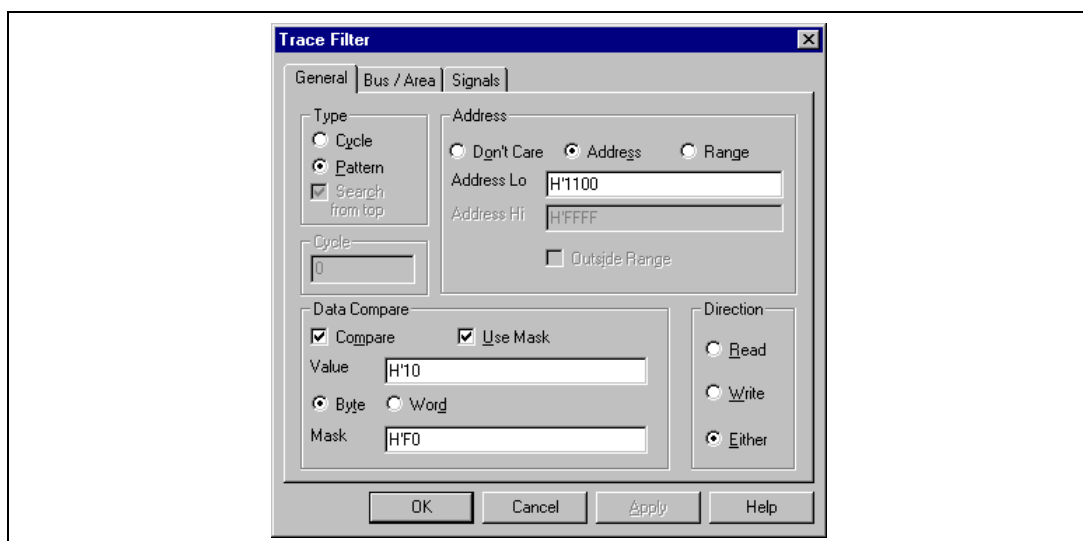 Trace Filter
General Bus / Area Signals
Type
Cycle
Pattern
Search
from top
Cycle
0
Address
Don't Care Address Range
Address Lo H'1100
Address Hi H'FFFF
Outside Range
Data Compare
Compare Use Mask
Value H'10
Byte Word
Mask H'F0
Direction
Read
Write
Either
OK Cancel Apply Help